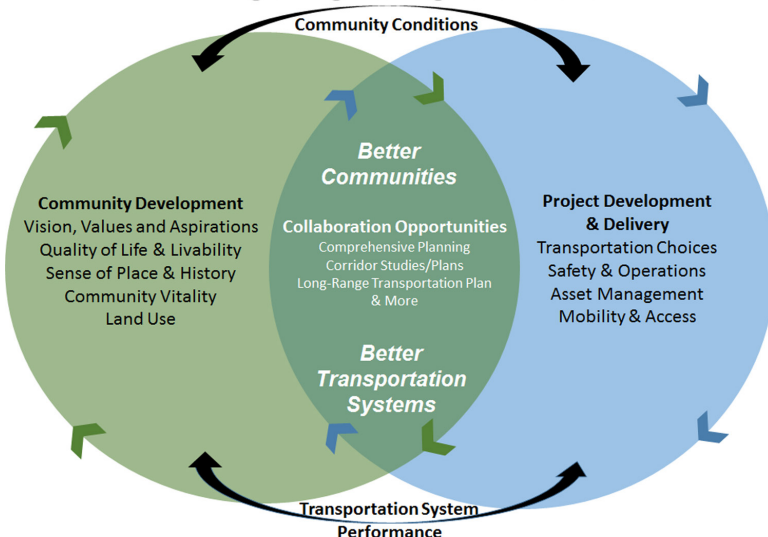 Community Conditions
Better
Communities
Community Development
Vision, Values and Aspirations
Quality of Life & Livability
Sense of Place & History
Community Vitality
Land Use
Collaboration Opportunities
Comprehensive Planning
Corridor Studies/Plans
Long-Range Transportation Plan
& More
Project Development
& Delivery
Transportation Choices
Safety & Operations
Asset Management
Mobility & Access
Better
Transportation
Systems
Transportation System
Performance